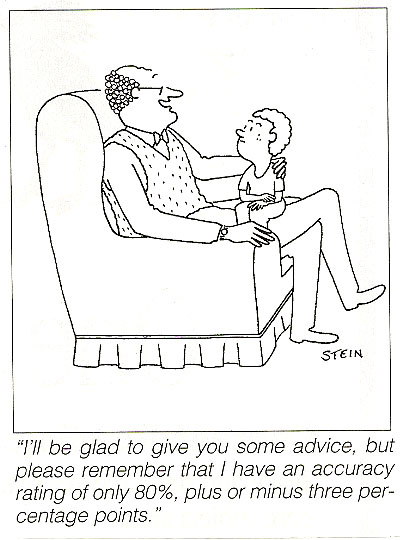 STEIN
"I'll be glad to give you some advice, but
please remember that I have an accuracy
rating of only 80%, plus or minus three per-
centage points."